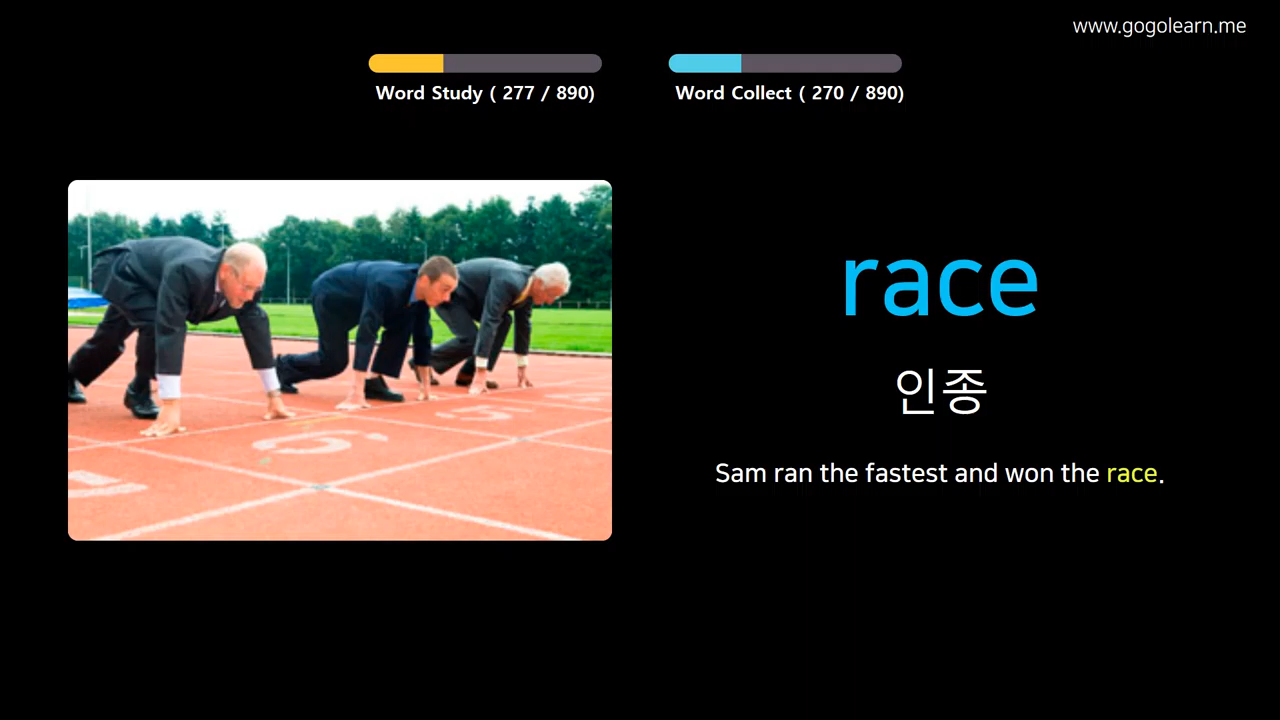 www.gogolearn.me
Word Study ( 277 / 890)
Word Collect ( 270 / 890)
race
인종
Sam ran the fastest and won the race.